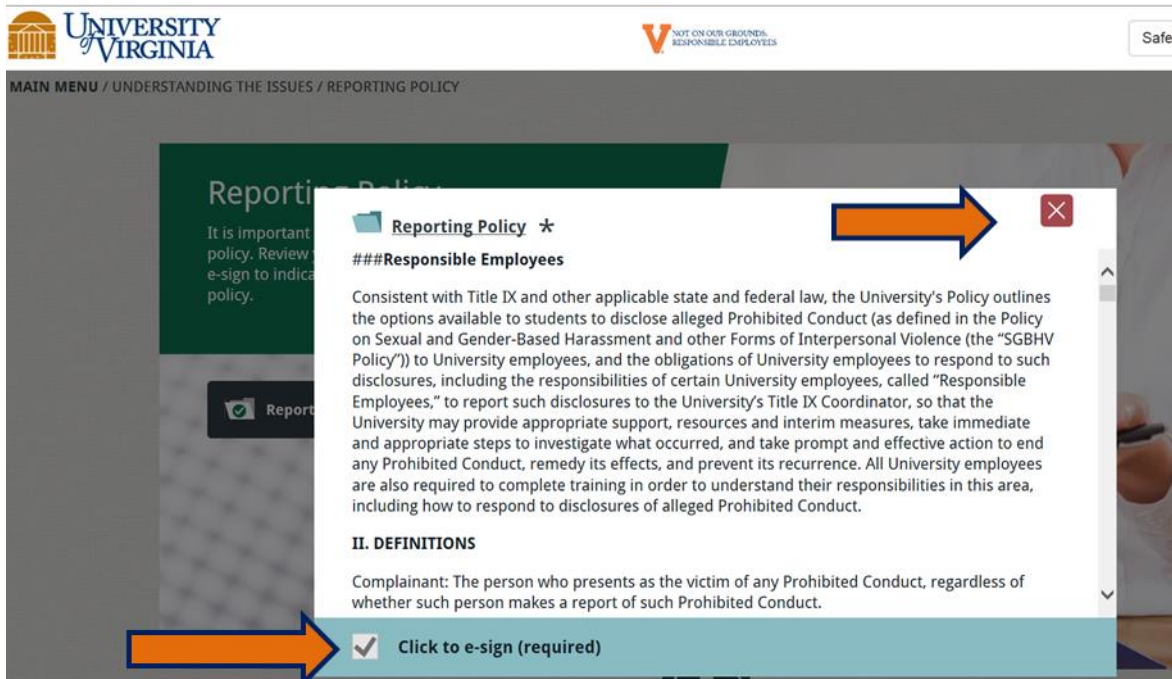 UNIVERSITY
of VIRGINIA
NOT ON OUR GROUNDS:
RESPONSIBLE EMPLOYEES
Safe
MAIN MENU / UNDERSTANDING THE ISSUES / REPORTING POLICY
Reporti
It is important
policy. Review
e-sign to indica
policy.
Report
Reporting Policy *
###Responsible Employees
Consistent with Title IX and other applicable state and federal law, the University's Policy outlines
the options available to students to disclose alleged Prohibited Conduct (as defined in the Policy
on Sexual and Gender-Based Harassment and other Forms of Interpersonal Violence (the “SGBHV
Policy”)) to University employees, and the obligations of University employees to respond to such
disclosures, including the responsibilities of certain University employees, called “Responsible
Employees,” to report such disclosures to the University’s Title IX Coordinator, so that the
University may provide appropriate support, resources and interim measures, take immediate
and appropriate steps to investigate what occurred, and take prompt and effective action to end
any Prohibited Conduct, remedy its effects, and prevent its recurrence. All University employees
are also required to complete training in order to understand their responsibilities in this area,
including how to respond to disclosures of alleged Prohibited Conduct.
II. DEFINITIONS
Complainant: The person who presents as the victim of any Prohibited Conduct, regardless of
whether such person makes a report of such Prohibited Conduct.
Click to e-sign (required)